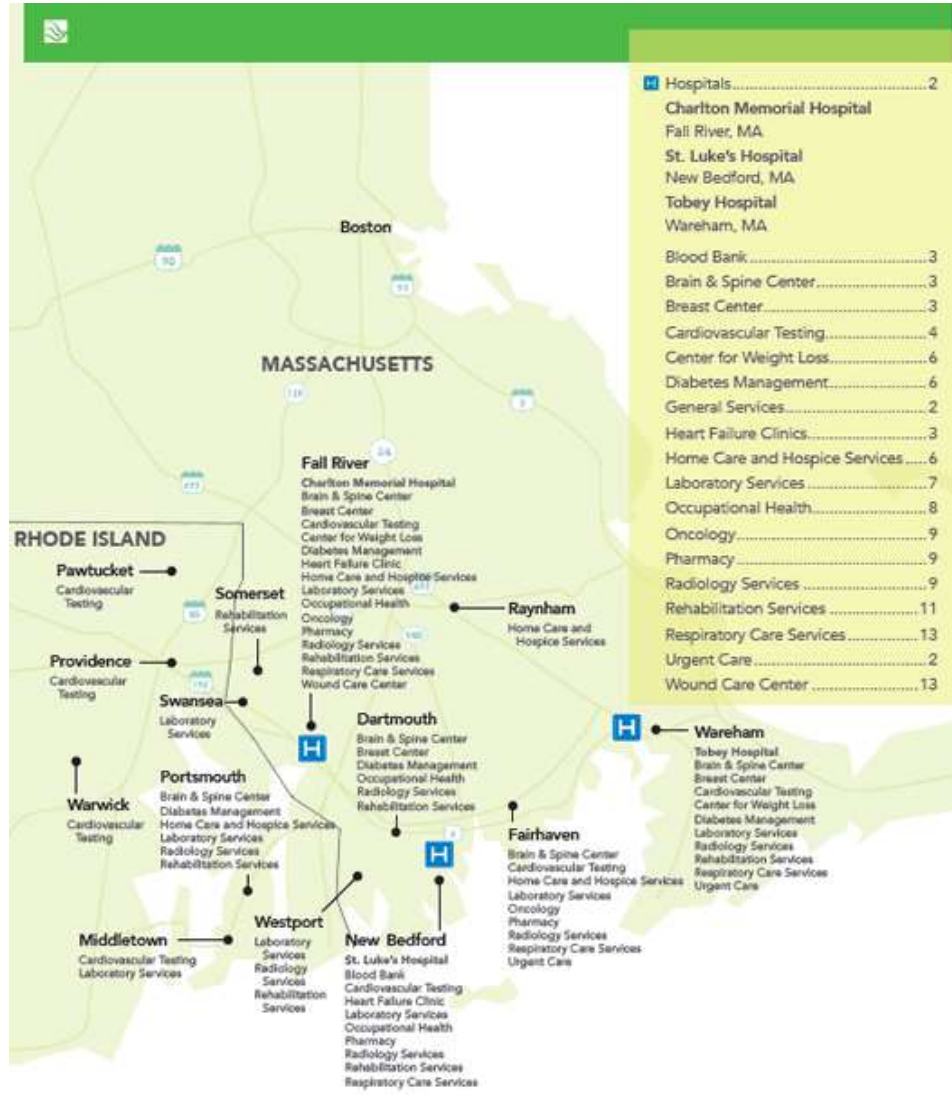 Hospitals 2
Charlton Memorial Hospital
Fall River, MA
St. Luke's Hospital
New Bedford, MA
Tobey Hospital
Wareham, MA
Blood Bank 3
Brain & Spine Center 3
Breast Center 3
Cardiovascular Testing 4
Center for Weight Loss 6
Diabetes Management 6
General Services 2
Heart Failure Clinics 3
Home Care and Hospice Services 6
Laboratory Services 7
Occupational Health 8
Oncology 9
Pharmacy 9
Radiology Services 9
Rehabilitation Services 11
Respiratory Care Services 13
Urgent Care 2
Wound Care Center 13
Boston
MASSACHUSETTS
RHODE ISLAND
Fall River
Charlton Memorial Hospital
Brain & Spine Center
Breast Center
Cardiovascular Testing
Center for Weight Loss
Diabetes Management
Heart Failure Clinic
Home Care and Hospice Services
Laboratory Services
Occupational Health
Oncology
Pharmacy
Radiology Services
Rehabilitation Services
Respiratory Care Services
Wound Care Center
Pawtucket
Cardiovascular
Testing
Somerset
Rehabilitation
Services
Raynham
Home Care and
Hospice Services
Providence
Cardiovascular
Testing
Swansea
Laboratory
Services
Dartmouth
Brain & Spine Center
Breast Center
Diabetes Management
Occupational Health
Radiology Services
Rehabilitation Services
H
H
Wareham
Tobey Hospital
Brain & Spine Center
Breast Center
Cardiovascular Testing
Center for Weight Loss
Diabetes Management
Laboratory Services
Radiology Services
Rehabilitation Services
Respiratory Care Services
Urgent Care
Warwick
Cardiovascular
Testing
Portsmouth
Brain & Spine Center
Diabetes Management
Home Care and Hospice Services
Laboratory Services
Radiology Services
Rehabilitation Services
H
Fairhaven
Brain & Spine Center
Cardiovascular Testing
Home Care and Hospice Services
Laboratory Services
Oncology
Pharmacy
Radiology Services
Respiratory Care Services
Urgent Care
Middletown
Cardiovascular Testing
Laboratory Services
Westport
Laboratory
Services
Radiology
Services
Rehabilitation
Services
New Bedford
St. Luke's Hospital
Blood Bank
Cardiovascular Testing
Heart Failure Clinic
Laboratory Services
Occupational Health
Pharmacy
Radiology Services
Rehabilitation Services
Respiratory Care Services